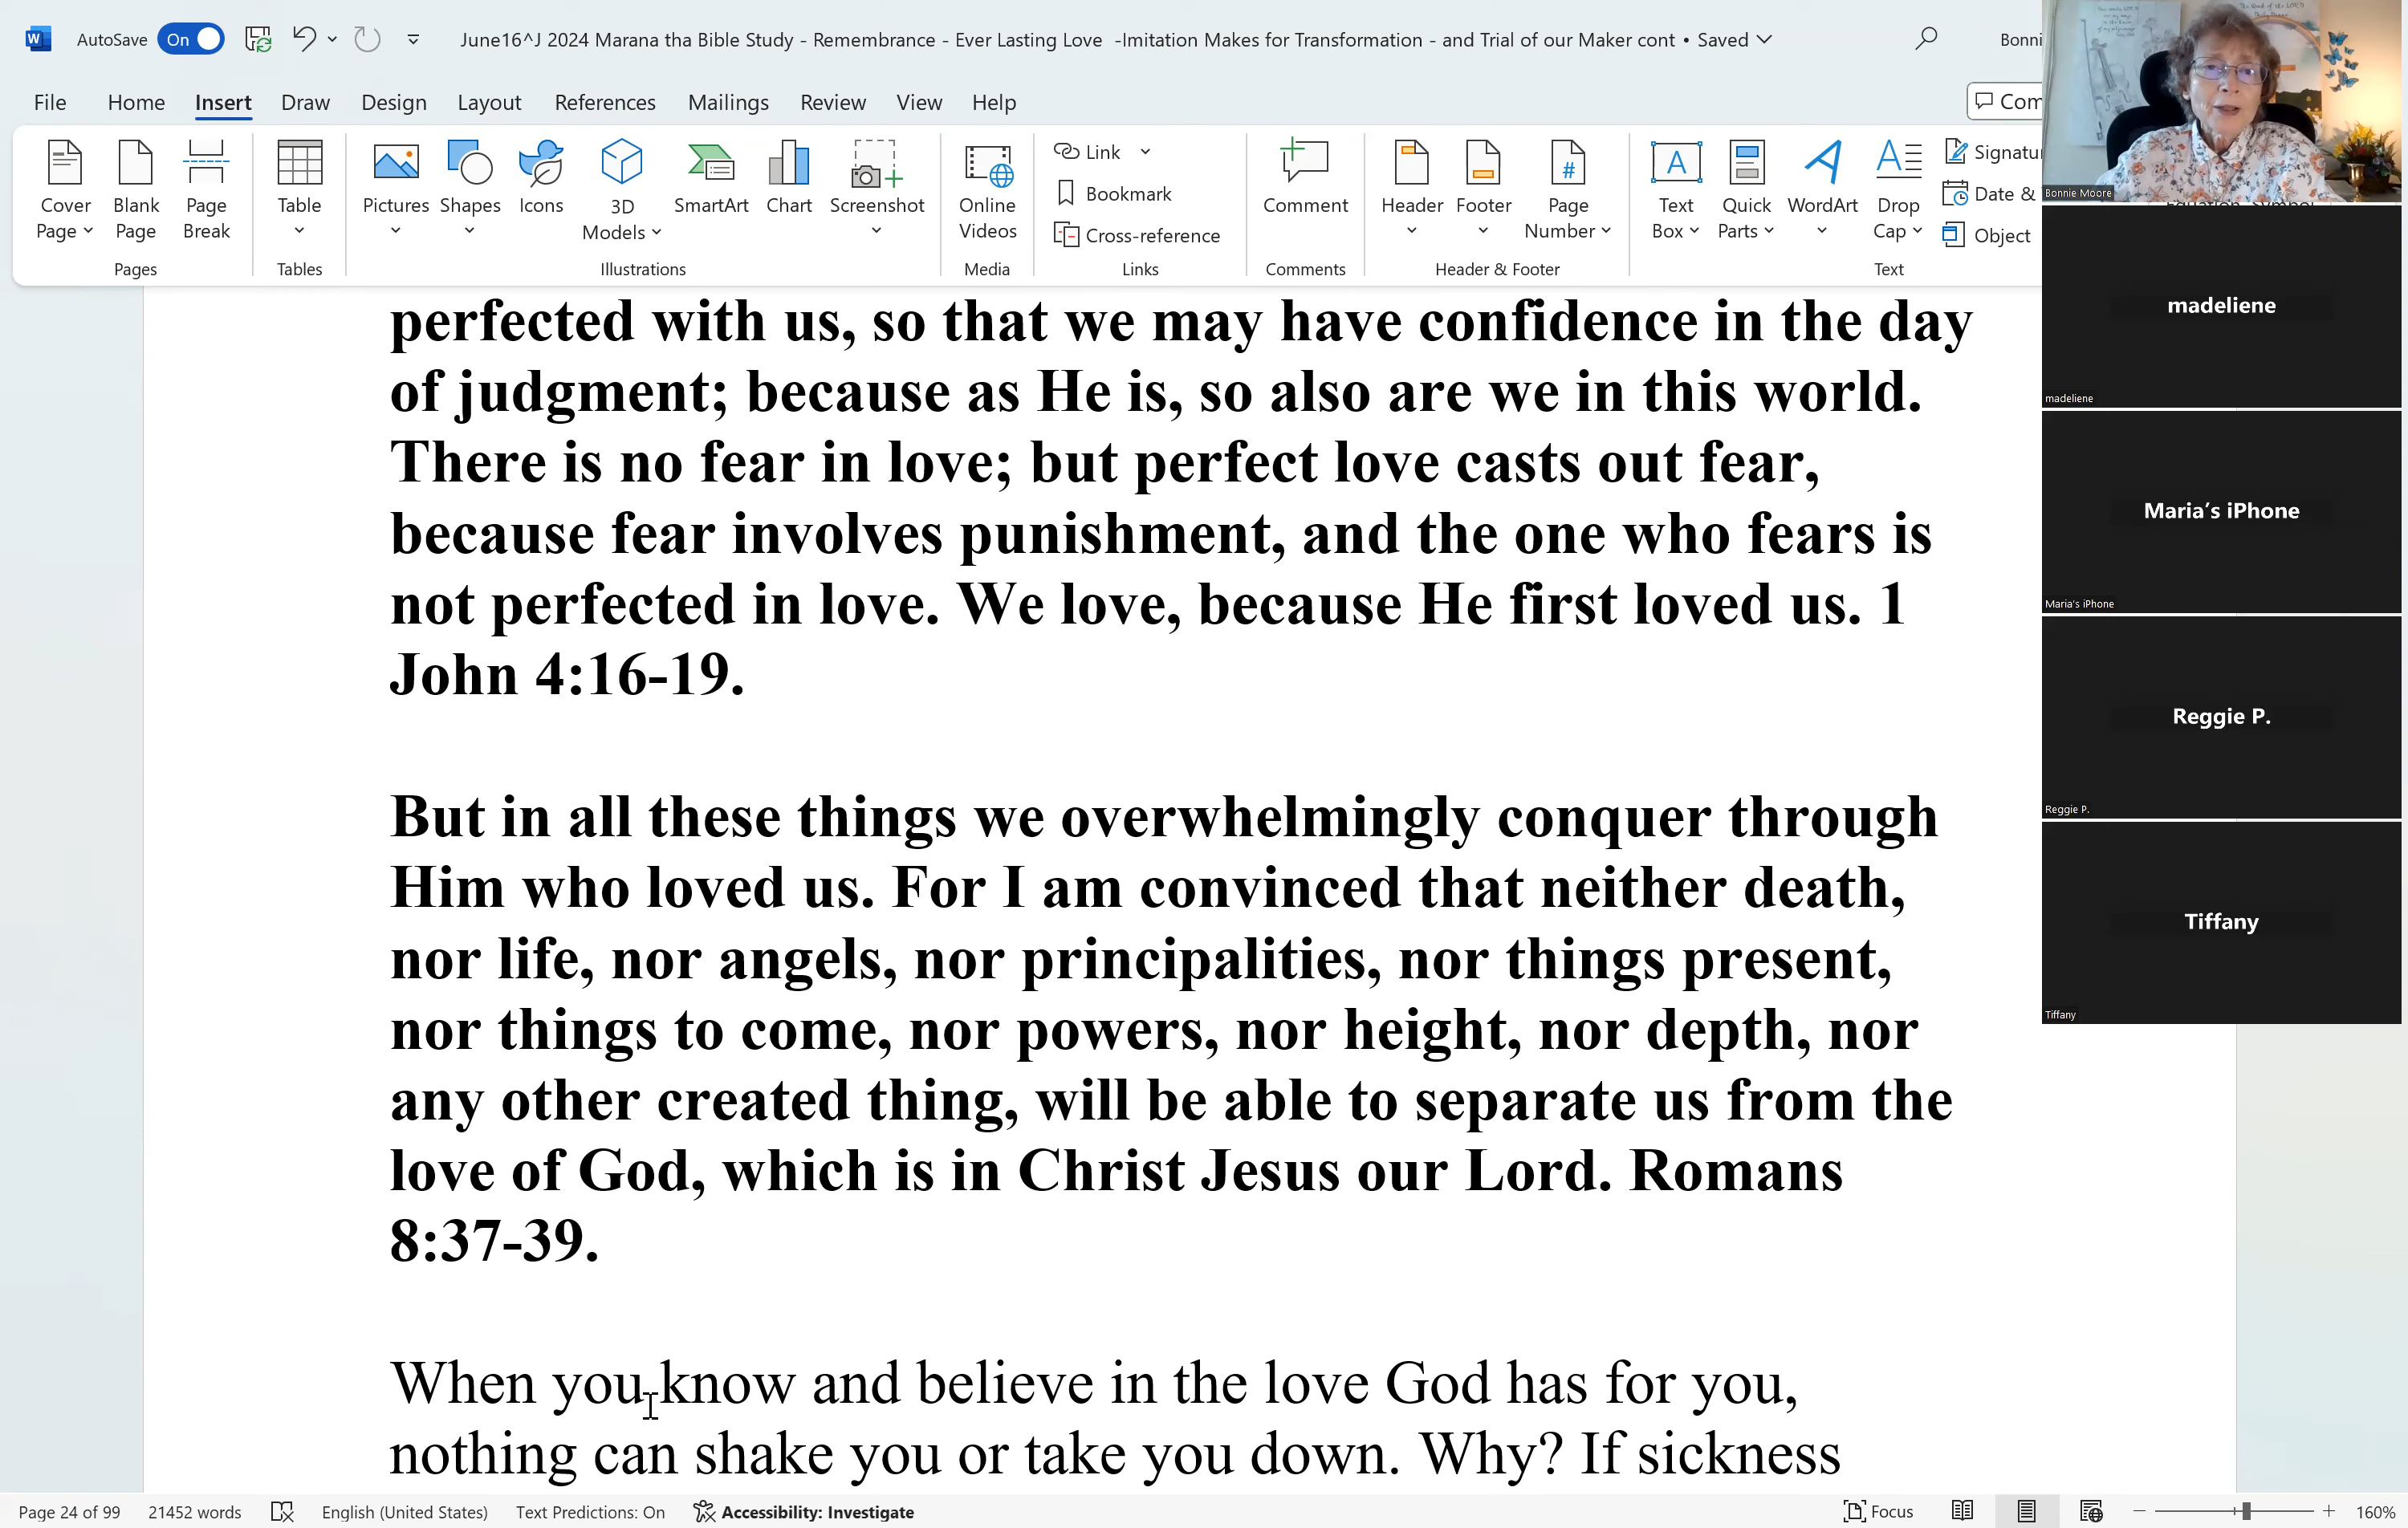 AutoSave On
June16^J 2024 Marana tha Bible Study - Remembrance - Ever Lasting Love -Imitation Makes for Transformation - and Trial of our Maker cont • Saved
Bonni
File Home Insert Draw Design Layout References Mailings Review View Help
Com
Cover Page
Blank Page
Page Break
Pages
Table
Tables
Pictures
Shapes
Icons
3D Models
SmartArt
Chart
Screenshot
Illustrations
Online Videos
Media
Link
Bookmark
Cross-reference
Links
Comment
Comments
Header
Footer
Page Number
Header & Footer
Text Box
Quick Parts
WordArt
Drop Cap
Signatu
Date &
Object
Text
perfected with us, so that we may have confidence in the day
of judgment; because as He is, so also are we in this world.
There is no fear in love; but perfect love casts out fear,
because fear involves punishment, and the one who fears is
not perfected in love. We love, because He first loved us. 1
John 4:16-19.
But in all these things we overwhelmingly conquer through
Him who loved us. For I am convinced that neither death,
nor life, nor angels, nor principalities, nor things present,
nor things to come, nor powers, nor height, nor depth, nor
any other created thing, will be able to separate us from the
love of God, which is in Christ Jesus our Lord. Romans
8:37-39.
When you know and believe in the love God has for you,
nothing can shake you or take you down. Why? If sickness
Bonnie Moore
madeliene
madeliene
Maria's iPhone
Maria's iPhone
Reggie P.
Reggie P.
Tiffany
Tiffany
Page 24 of 99 21452 words English (United States) Text Predictions: On Accessibility: Investigate
Focus 160%